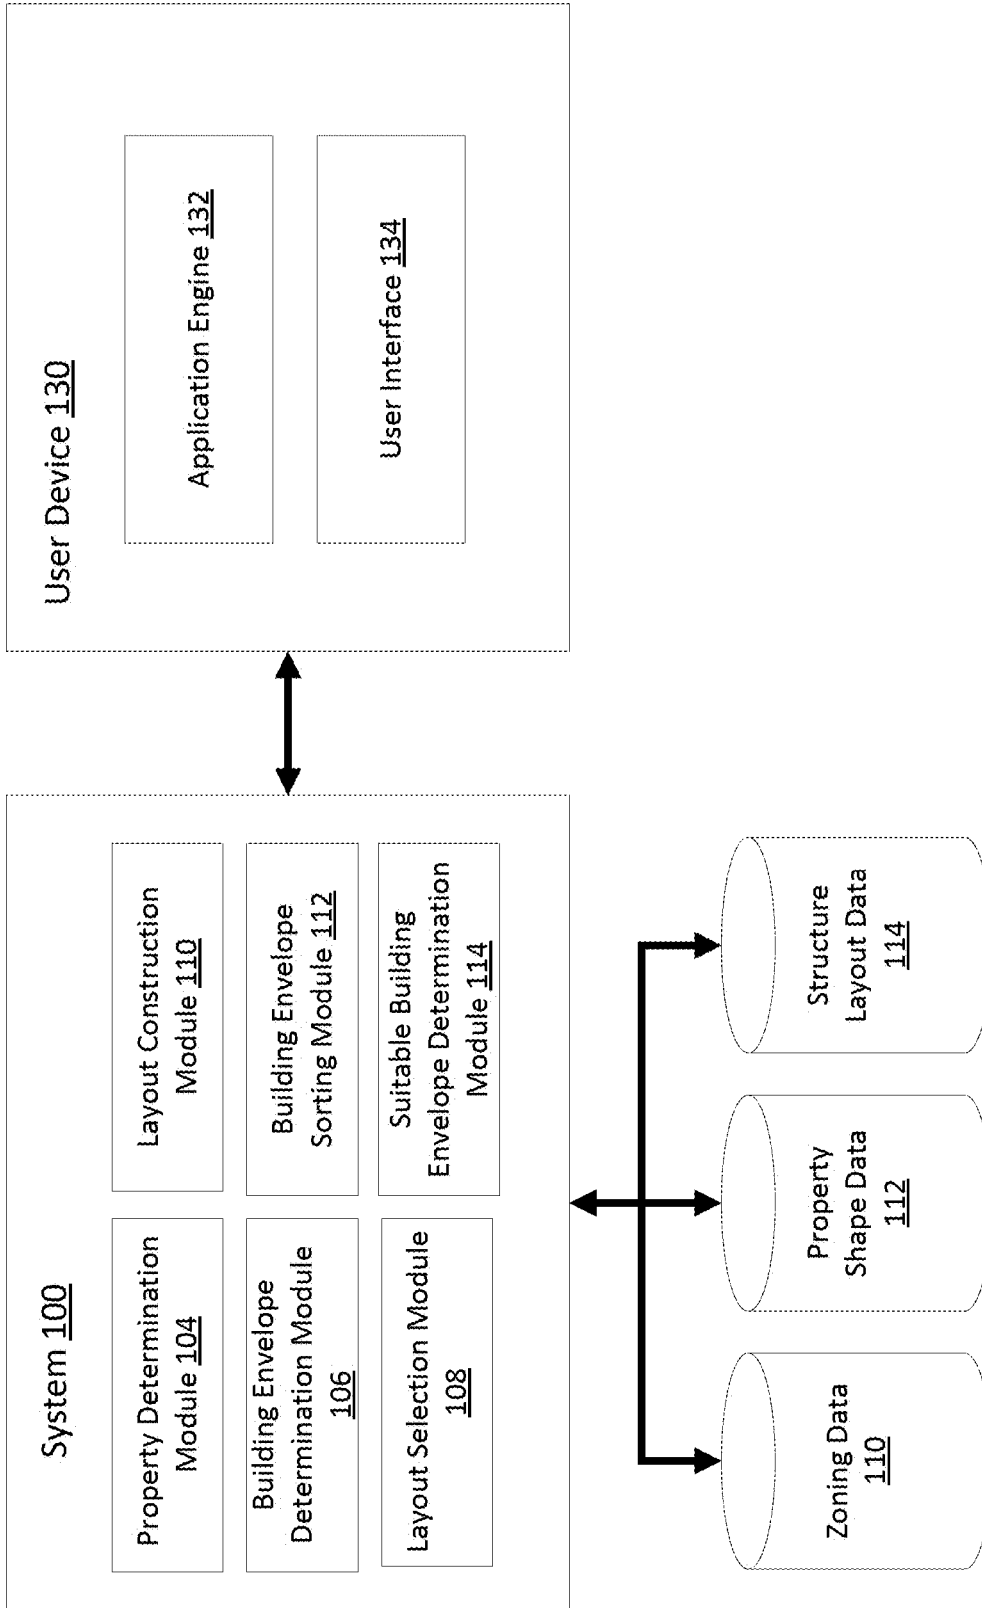 System 100
Property Determination
Module 104
Layout Construction
Module 110
Building Envelope
Determination Module
106
Building Envelope
Sorting Module 112
Layout Selection Module
108
Suitable Building
Envelope Determination
Module 114
User Device 130
Application Engine 132
User Interface 134
Zoning Data
110
Property
Shape Data
112
Structure
Layout Data
114